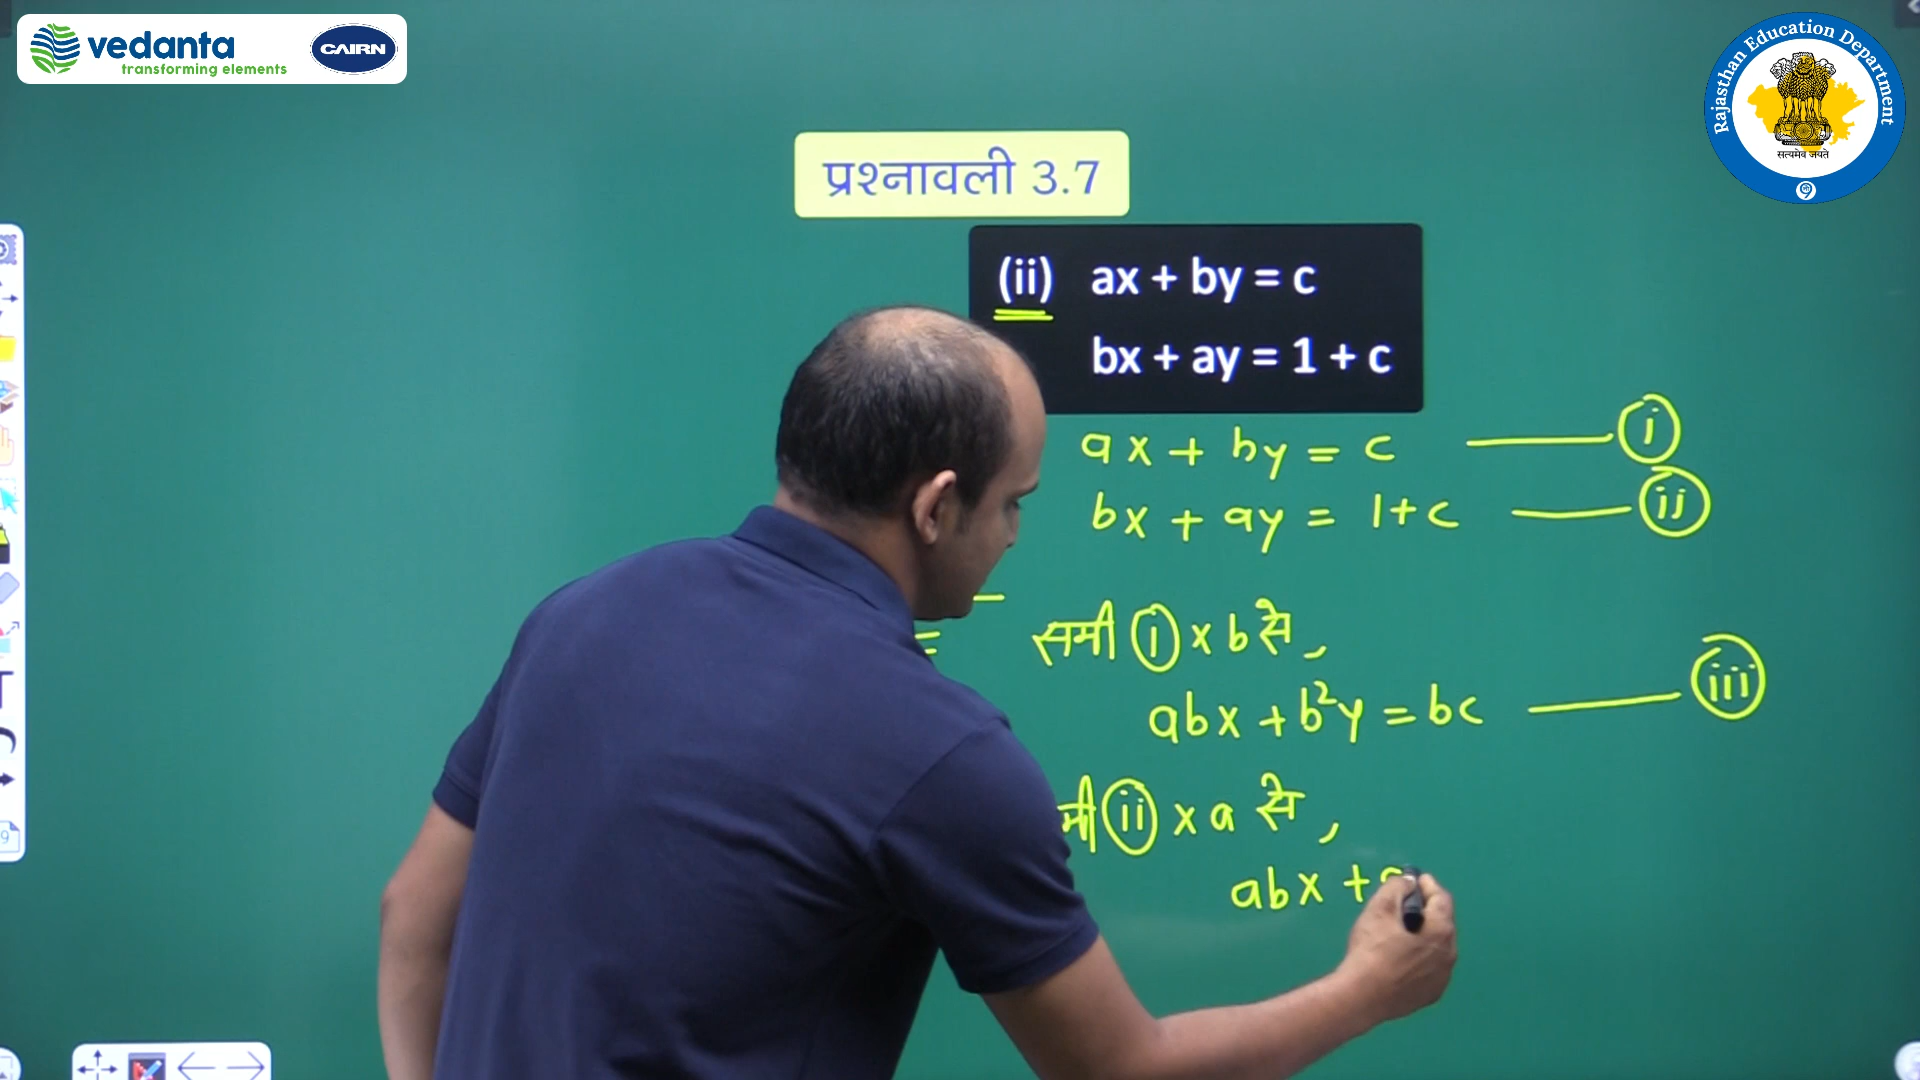 vedanta
transforming elements
CAIRN
Rajasthan Education Department
सत्यमेव जयते
प्रश्नावली 3.7
(ii) ax + by = c
bx + ay = 1 + c
ax + by = c (i)
bx + ay = 1+c (ii)
समी (i) x b से,
abx + b²y = bc (iii)
मी (ii) x a से,
abx +